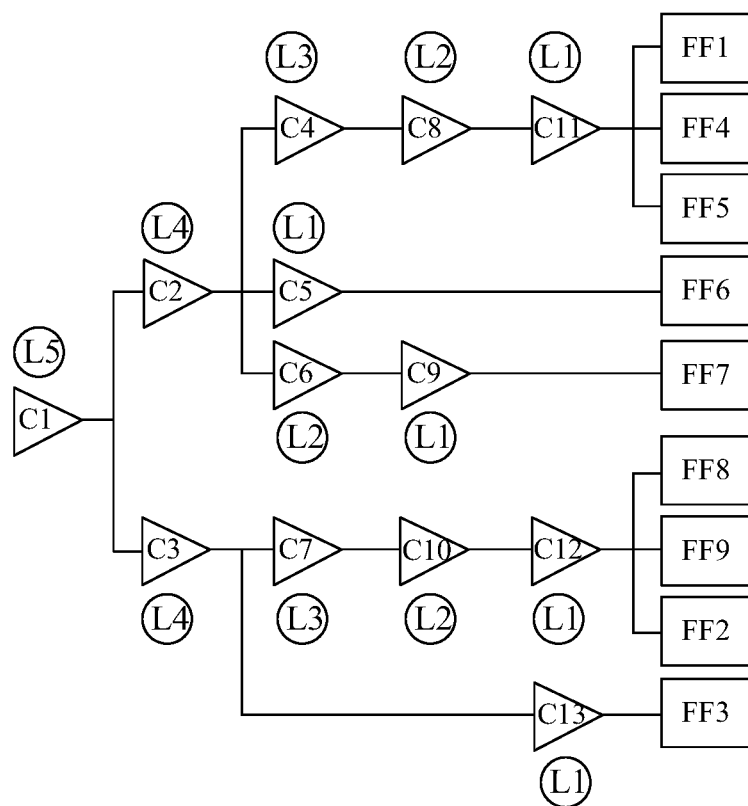 FF1
L3 L2 L1
C4 C8 C11 FF4
FF5
L4 L1
C2 C5 FF6
L5
C6 C9 FF7
C1
L2 L1
FF8
C3 C7 C10 C12 FF9
L4 L3 L2 L1 FF2
C13 FF3
L1